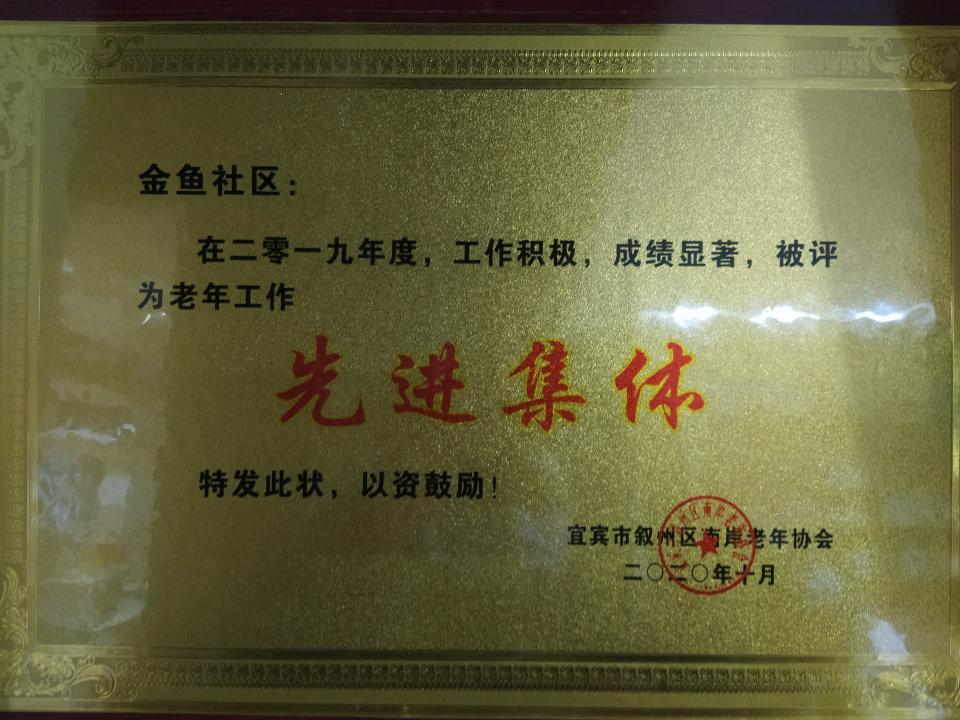 金鱼社区：
在二零一九年度，工作积极，成绩显著，被评
为老年工作
先进集体
特发此状，以资鼓励！
宜宾市叙州区南岸老年协会
二〇二〇年十月